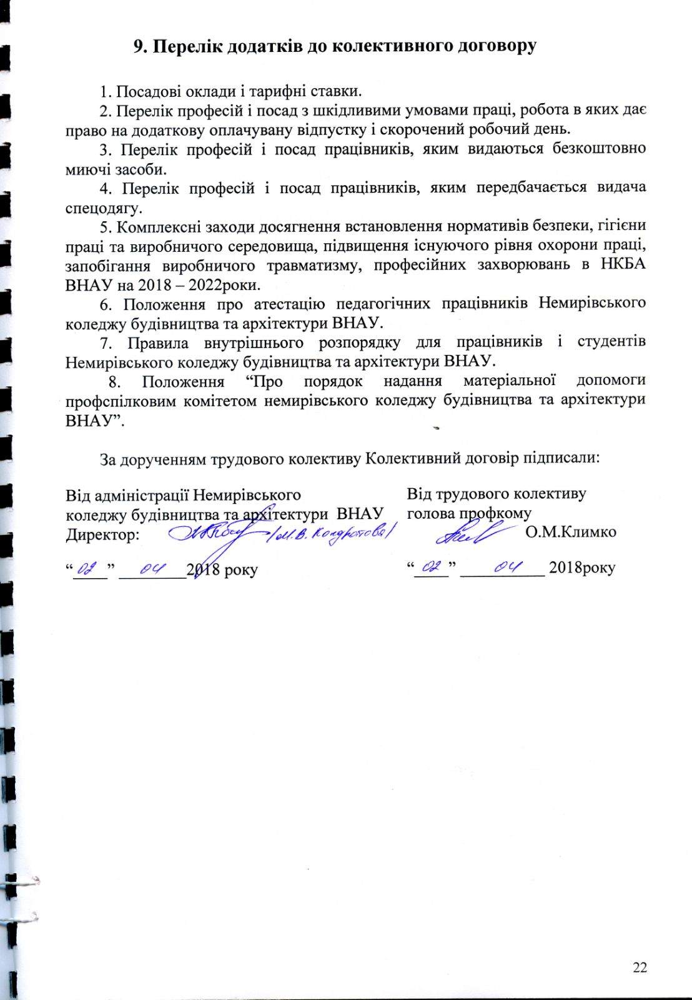 9. Перелік додатків до колективного договору
1. Посадові оклади і тарифні ставки.
2. Перелік професій і посад з шкідливими умовами праці, робота в яких дає
право на додаткову оплачувану відпустку і скорочений робочий день.
3. Перелік професій і посад працівників, яким видаються безкоштовно
миючі засоби.
4. Перелік професій і посад працівників, яким передбачається видача
спецодягу.
5. Комплексні заходи досягнення встановлення нормативів безпеки, гігієни
праці та виробничого середовища, підвищення існуючого рівня охорони праці,
запобігання виробничого травматизму, професійних захворювань в НКБА
ВНАУ на 2018 – 2022роки.
6. Положення про атестацію педагогічних працівників Немирівського
коледжу будівництва та архітектури ВНАУ.
7. Правила внутрішнього розпорядку для працівників і студентів
Немирівського коледжу будівництва та архітектури ВНАУ.
8. Положення “Про порядок надання матеріальної допомоги
профспілковим комітетом немирівського коледжу будівництва та архітектури
ВНАУ”.
За дорученням трудового колективу Колективний договір підписали:
Від адміністрації Немирівського
коледжу будівництва та архітектури ВНАУ
Директор: /М.В. /
“02” 04 2018 року
Від трудового колективу
голова профкому
О.М.Климко
“02” 04 2018року
22